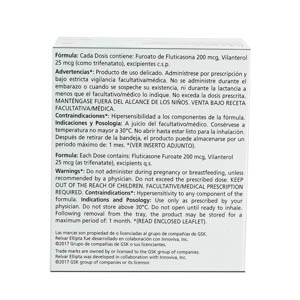 Fórmula: Cada Dosis contiene: Furoato de Fluticasona 200 mcg, Vilanterol
25 mcg (como trifenatato), excipientes c.s.p.
Advertencias*: Producto de uso delicado. Adminístrese por prescripción y
bajo estricta vigilancia facultativa/médica. No se administre durante el
embarazo o cuando se sospeche su existencia, ni durante la lactancia a
menos que el facultativo/médico lo indique. No exceda la dosis prescrita.
MANTÉNGASE FUERA DEL ALCANCE DE LOS NIÑOS. VENTA BAJO RECETA
FACULTATIVA/MÉDICA.
Contraindicaciones*: Hipersensibilidad a los componentes de la fórmula.
Indicaciones y Posología: A juicio del facultativo/médico. Consérvese a
temperatura no mayor a 30°C. No abrir hasta estar listo para la inhalación.
Después de retirar de la bandeja, el producto puede almacenarse por un
periodo máximo de: 1 mes. *(VER INSERTO ADJUNTO).
Formula: Each Dose contains: Fluticasone Furoate 200 mcg, Vilanterol
25 mcg (as trifenatate), excipients q.s.
Warnings*: Do not administer during pregnancy or breastfeeding, unless
recommended by your physician. Do not exceed the prescribed dose. KEEP
OUT OF THE REACH OF CHILDREN. FACULTATIVE/MEDICAL PRESCRIPTION
REQUIRED. Contraindications*: Hypersensitivity to any component of the
formula. Indications and Posology: Use only as prescribed by your
physician. Do not store above 30°C. Do not open until ready to inhale.
Following removal from the tray, the product may be stored for a
maximum period of: 1 month. *(READ ENCLOSED LEAFLET).
Las marcas son propiedad de o licenciadas al grupo de compañías de GSK.
Relvar Ellipta fue desarrollado en colaboración con Innoviva, Inc.
©2017 Grupo de compañías de GSK o sus licenciantes.
Trade marks are owned by or licensed to the GSK group of companies.
Relvar Ellipta was developed in collaboration with Innoviva, Inc.
©2017 GSK group of companies or its licensor.